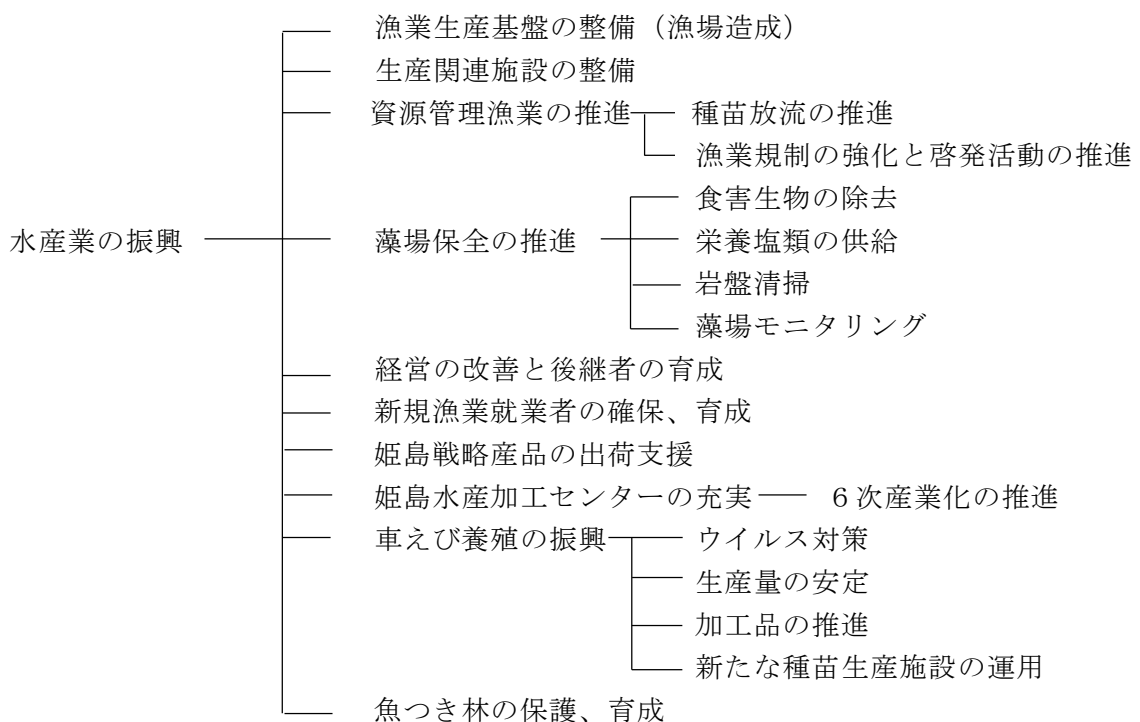 漁業生産基盤の整備（漁場造成）
生産関連施設の整備
資源管理漁業の推進 種苗放流の推進
漁業規制の強化と啓発活動の推進
食害生物の除去
水産業の振興 藻場保全の推進 栄養塩類の供給
岩盤清掃
藻場モニタリング
経営の改善と後継者の育成
新規漁業就業者の確保、育成
姫島戦略産品の出荷支援
姫島水産加工センターの充実 ６次産業化の推進
車えび養殖の振興 ウイルス対策
生産量の安定
加工品の推進
新たな種苗生産施設の運用
魚つき林の保護、育成